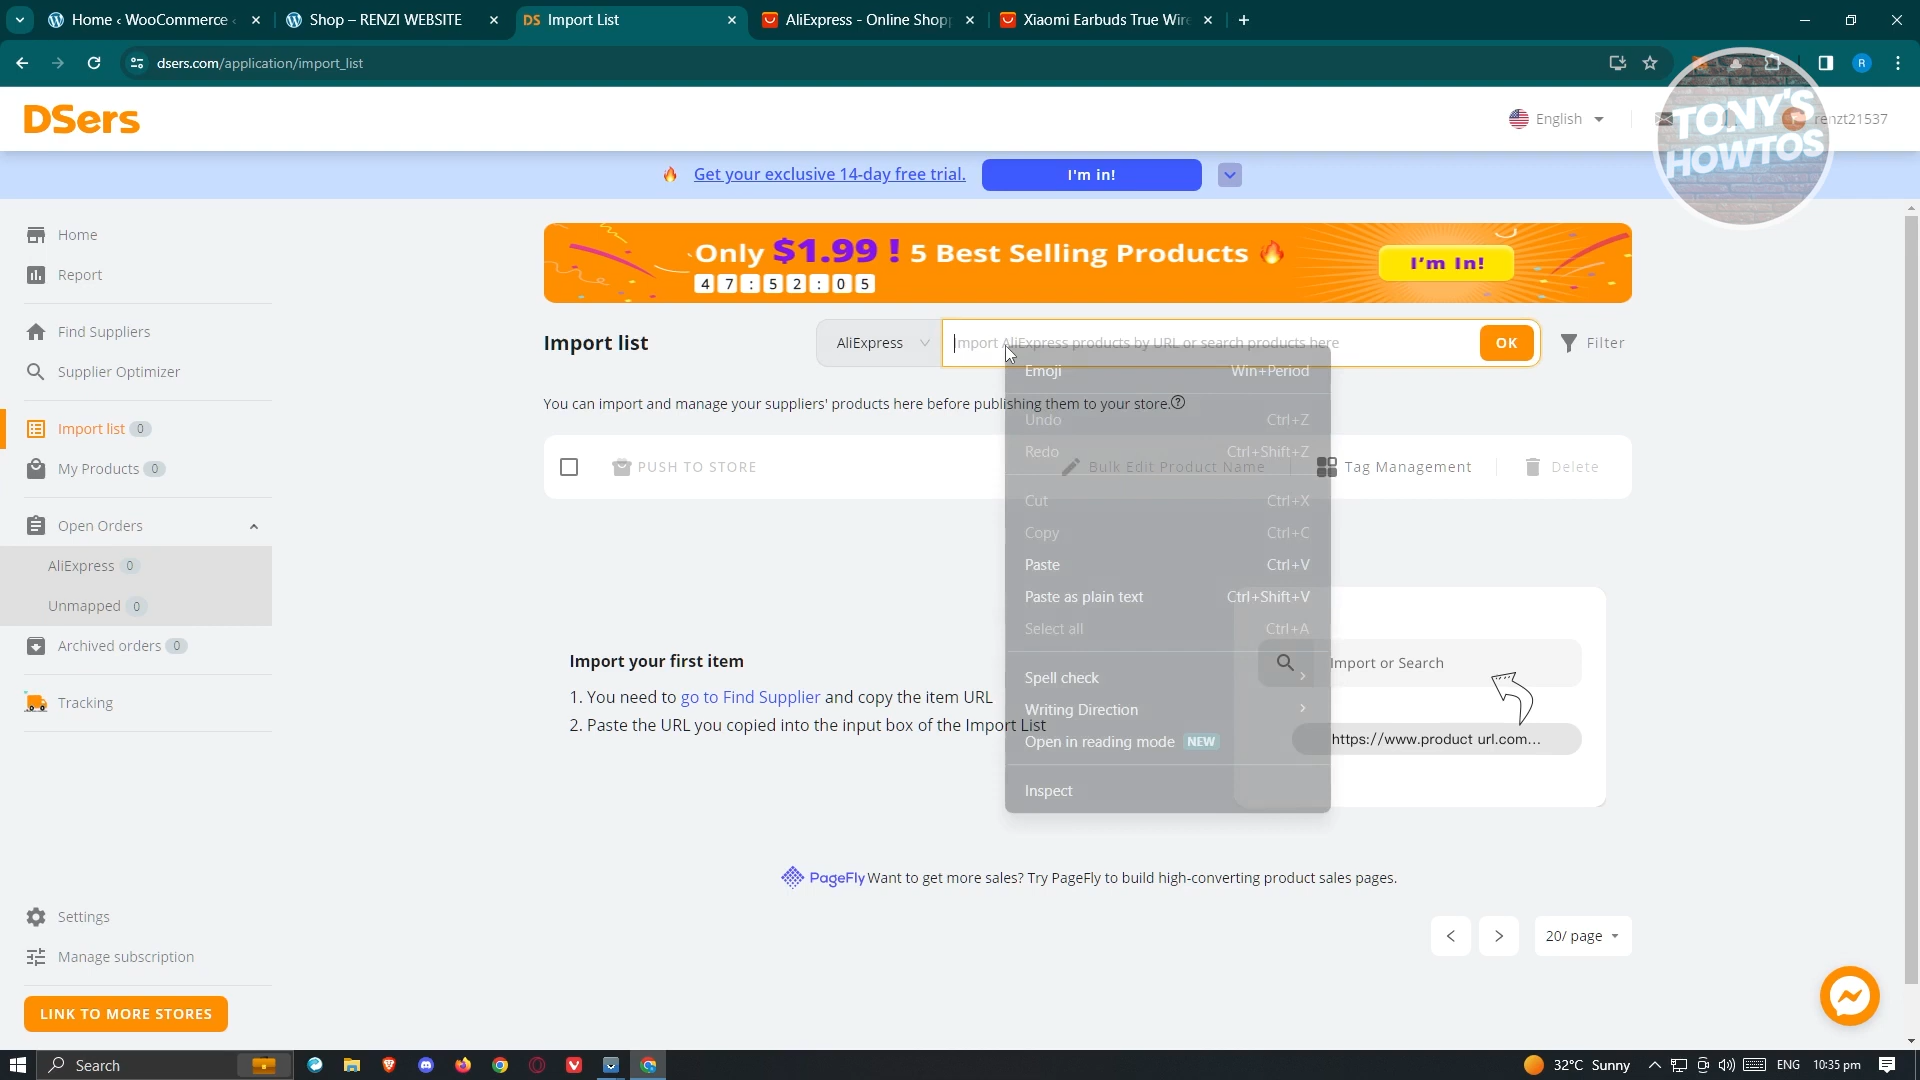 Home ‹ WooCommerce ‹
Shop – RENZI WEBSITE
DS Import List
AliExpress - Online Shopp
Xiaomi Earbuds True Wire
dsers.com/application/import_list
R
DSers
English
renzt21537
TONY'S
HOWTOS
Get your exclusive 14-day free trial.
I'm in!
Only $1.99 ! 5 Best Selling Products
47:52:05
I'm In!
Home
Report
Find Suppliers
Supplier Optimizer
Import list 0
My Products 0
Open Orders
AliExpress 0
Unmapped 0
Archived orders 0
Tracking
Settings
Manage subscription
LINK TO MORE STORES
Import list
AliExpress
Import AliExpress products by URL or search products here
OK
Filter
You can import and manage your suppliers' products here before publishing them to your store.
PUSH TO STORE
Bulk Edit Product Name
Tag Management
Delete
Emoji Win+Period
Undo Ctrl+Z
Redo Ctrl+Shift+Z
Cut Ctrl+X
Copy Ctrl+C
Paste Ctrl+V
Paste as plain text Ctrl+Shift+V
Select all Ctrl+A
Spell check
Writing Direction
Open in reading mode NEW
Inspect
Import your first item
1. You need to go to Find Supplier and copy the item URL
2. Paste the URL you copied into the input box of the Import List
Import or Search
https://www.product url.com...
PageFly Want to get more sales? Try PageFly to build high-converting product sales pages.
< > 20/ page
Search
32°C Sunny
ENG
10:35 pm